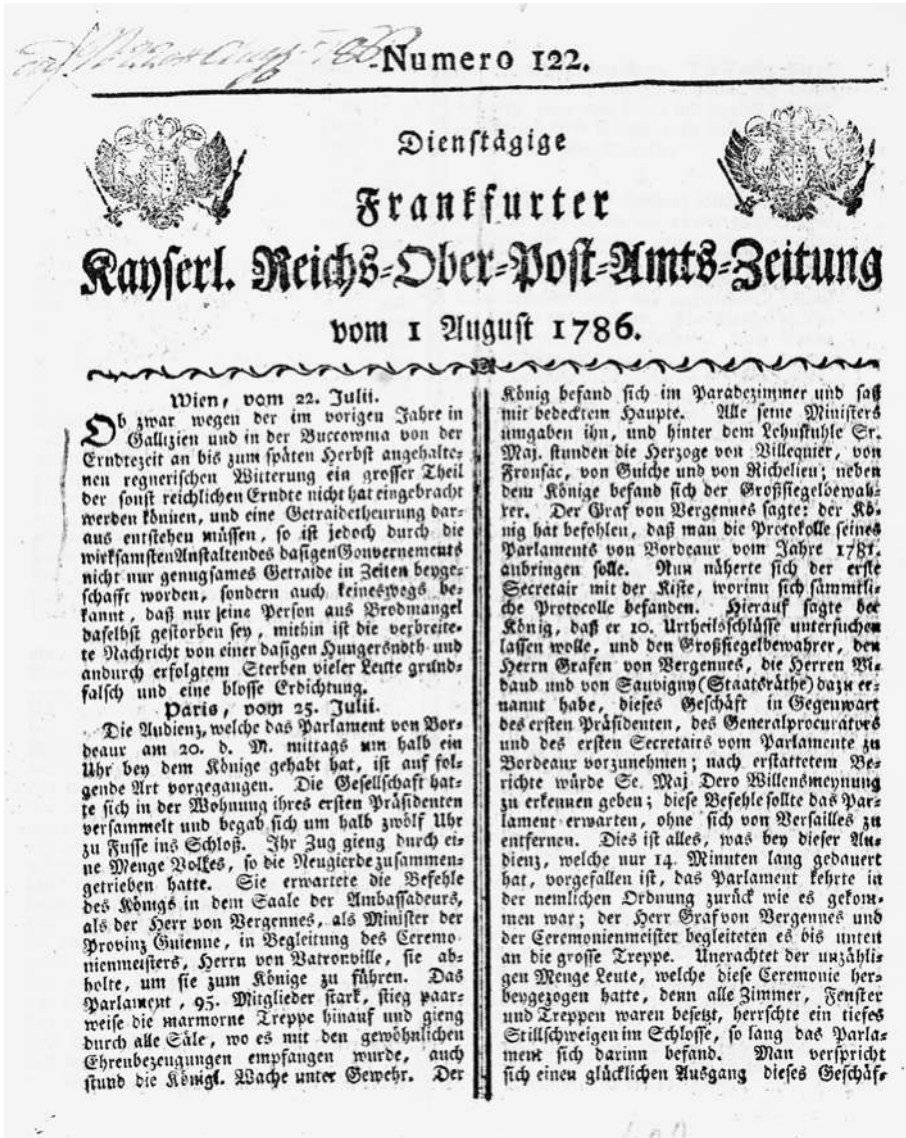 Numero 122.
Dienſtägige
Frankfurter
Kayſerl. Reichs-Ober-Poſt-Amts-Zeitung
vom 1 Auguſt 1786.
Wien, vom 22. Julii.
Ob zwar wegen der im vorigen Jahre in
Gallizien und in der Buccowina von der
Erndtezeit an bis zum ſpäten Herbſt angehalte-
nen regneriſchen Witterung ein groſſer Theil
der ſonſt reichlichen Erndte nicht hat eingebracht
werden können, und eine Getraidetheurung dar-
aus entſtehen müſſen, ſo iſt jedoch durch die
wirkſamſten Anſtalten des daſigen Gouvernements
nicht nur genugſames Getraide in Zeiten beyge-
ſchafft worden, ſondern auch keineswegs be-
kannt, daß nur jeine Perſon aus Brodmangel
daſelbſt geſtorben ſey, mithin iſt die verbreite-
te Nachricht von einer daſigen Hungersnoth und
andurch erfolgtem Sterben vieler Leute grund-
falſch und eine bloſſe Erdichtung.
Paris, vom 25. Julii.
Die Audienz, welche das Parlament von Bor-
deaux am 20. d. M. mittags um halb ein
Uhr bey dem Könige gehabt hat, iſt auf fol-
gende Art vorgegangen. Die Geſellſchaft hat-
te ſich in der Wohnung ihres erſten Präſidenten
verſammelt und begab ſich um halb zwölf Uhr
zu Fuſſe ins Schloß. Ihr Zug gieng durch ei-
ne Menge Volkes, ſo die Neugierde zuſammen-
getrieben hatte. Sie erwartete die Befehle
des Königs in dem Saale der Ambaſſadeurs,
als der Herr von Vergennes, als Miniſter der
Provinz Guienne, in Begleitung des Ceremo-
nienmeiſters, Herrn von Vatronville, ſie ab-
holte, um ſie zum Könige zu führen. Das
Parlament, 95. Mitglieder ſtark, ſtieg paar-
weiſe die marmorne Treppe hinauf und gieng
durch alle Säle, wo es mit den gewöhnlichen
Ehrenbezeugungen empfangen wurde, auch
ſtund die Königl. Wache unter Gewehr. Der
König befand ſich im Paradezimmer und ſaß
mit bedecktem Haupte. Alle ſeine Miniſters
umgaben ihn, und hinter dem Lehnſtuhle Sr.
Maj. ſtunden die Herzoge von Villequier, von
Fronſac, von Guiche und von Richelieu; neben
dem Könige befand ſich der Großſiegelbewah-
rer. Der Graf von Vergennes ſagte: der Kö-
nig hat befohlen, daß man die Protokolle ſeines
Parlaments von Bordeaux vom Jahre 1781.
anbringen ſolle. Nun näherte ſich der erſte
Secretair mit der Kiſte, worinn ſich ſämmtli-
che Protocolle befanden. Hierauf ſagte der
König, daß er 10. Urtheilsſchlüſſe unterſuchen
laſſen wolle, und den Großſiegelbewahrer, den
Herrn Grafen von Vergennes, die Herren Vi-
daud und von Sauvigny (Staatsräthe) dazu er-
nannt habe, dieſes Geſchäft in Gegenwart
des erſten Präſidenten, des Generalprocurators
und des erſten Secretairs vom Parlamente zu
Bordeaux vorzunehmen; nach erſtattetem Be-
richte würde Se. Maj Dero Willensmeynung
zu erkennen geben; dieſe Befehle ſollte das Par-
lament erwarten, ohne ſich von Verſailles zu
entfernen. Dies iſt alles, was bey dieſer Au-
dienz, welche nur 14. Minuten lang gedauert
hat, vorgefallen iſt, das Parlament kehrte in
der nemlichen Ordnung zurück wie es gekom-
men war; der Herr Graf von Vergennes und
der Ceremonienmeiſter begleiteten es bis unten
an die groſſe Treppe. Unerachtet der unzähli-
gen Menge Leute, welche dieſe Ceremonie her-
beygezogen hatte, denn alle Zimmer, Fenſter
und Treppen waren beſetzt, herrſchte ein tiefes
Stillſchweigen im Schloſſe, ſo lang das Parla-
ment ſich darinn befand. Man verſpricht
ſich einen glücklichen Ausgang dieſes Geſchäf-